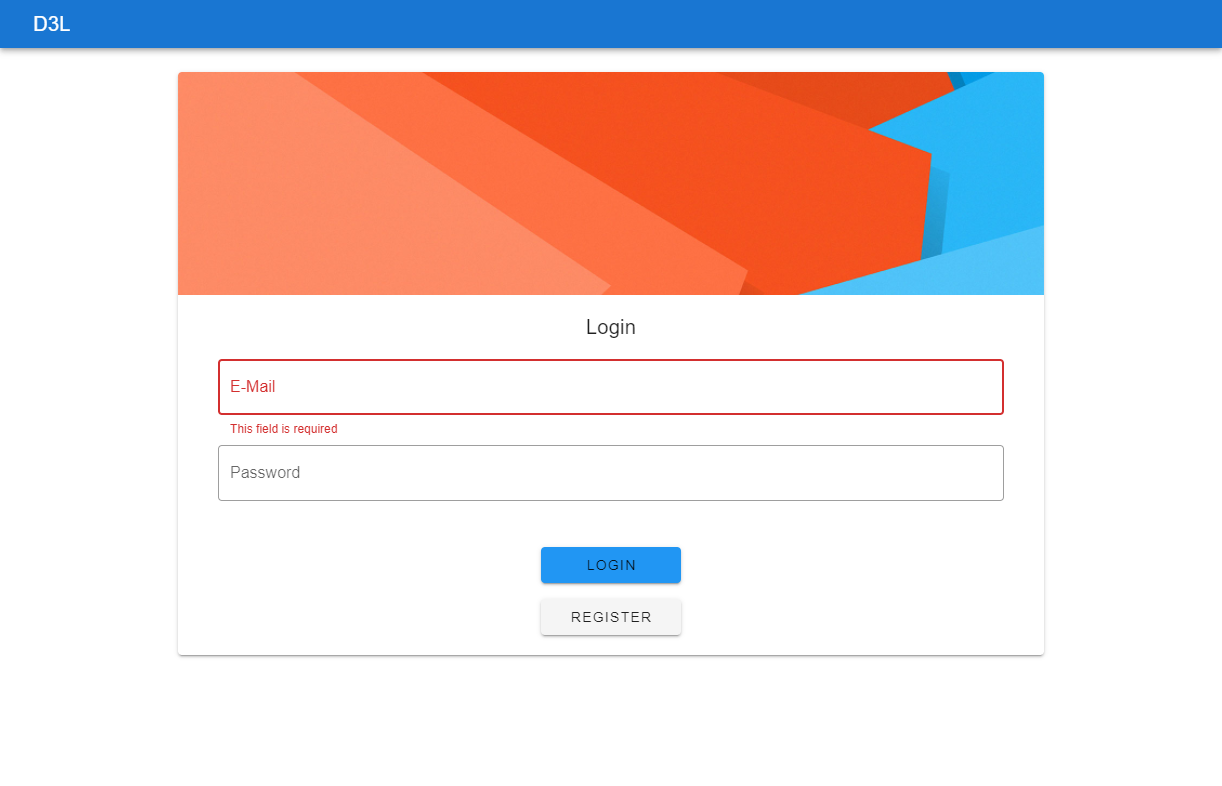 D3L
Login
E-Mail
This field is required
Password
LOGIN
REGISTER